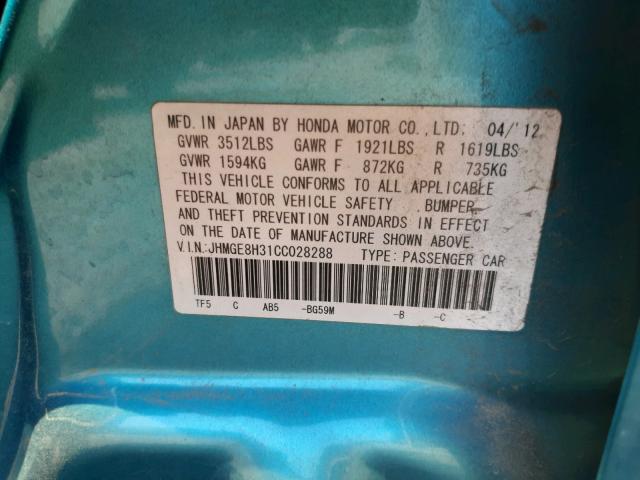 MFD. IN JAPAN BY HONDA MOTOR CO., LTD. 04/'12
GVWR 3512LBS GAWR F 1921LBS R 1619LBS
GVWR 1594KG GAWR F 872KG R 735KG
THIS VEHICLE CONFORMS TO ALL APPLICABLE
FEDERAL MOTOR VEHICLE SAFETY, BUMPER,
AND THEFT PREVENTION STANDARDS IN EFFECT
ON THE DATE OF MANUFACTURE SHOWN ABOVE.
V.I.N:JHMGE8H31CC028288 TYPE: PASSENGER CAR
TF5 C AB5 -BG59M -B -C